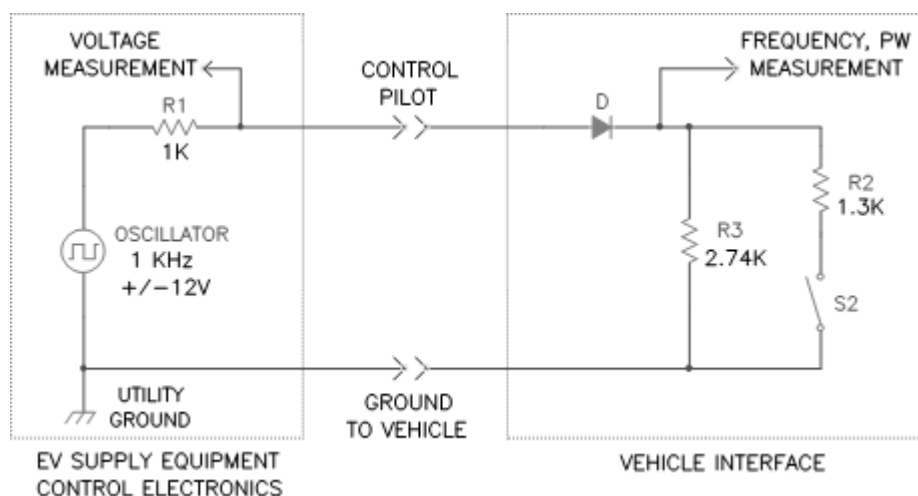 VOLTAGE
MEASUREMENT
R1
1K
CONTROL
PILOT
FREQUENCY, PW
MEASUREMENT
D
OSCILLATOR
1 KHz
+/-12V
R3
2.74K
R2
1.3K
S2
UTILITY
GROUND
GROUND
TO VEHICLE
EV SUPPLY EQUIPMENT
CONTROL ELECTRONICS
VEHICLE INTERFACE